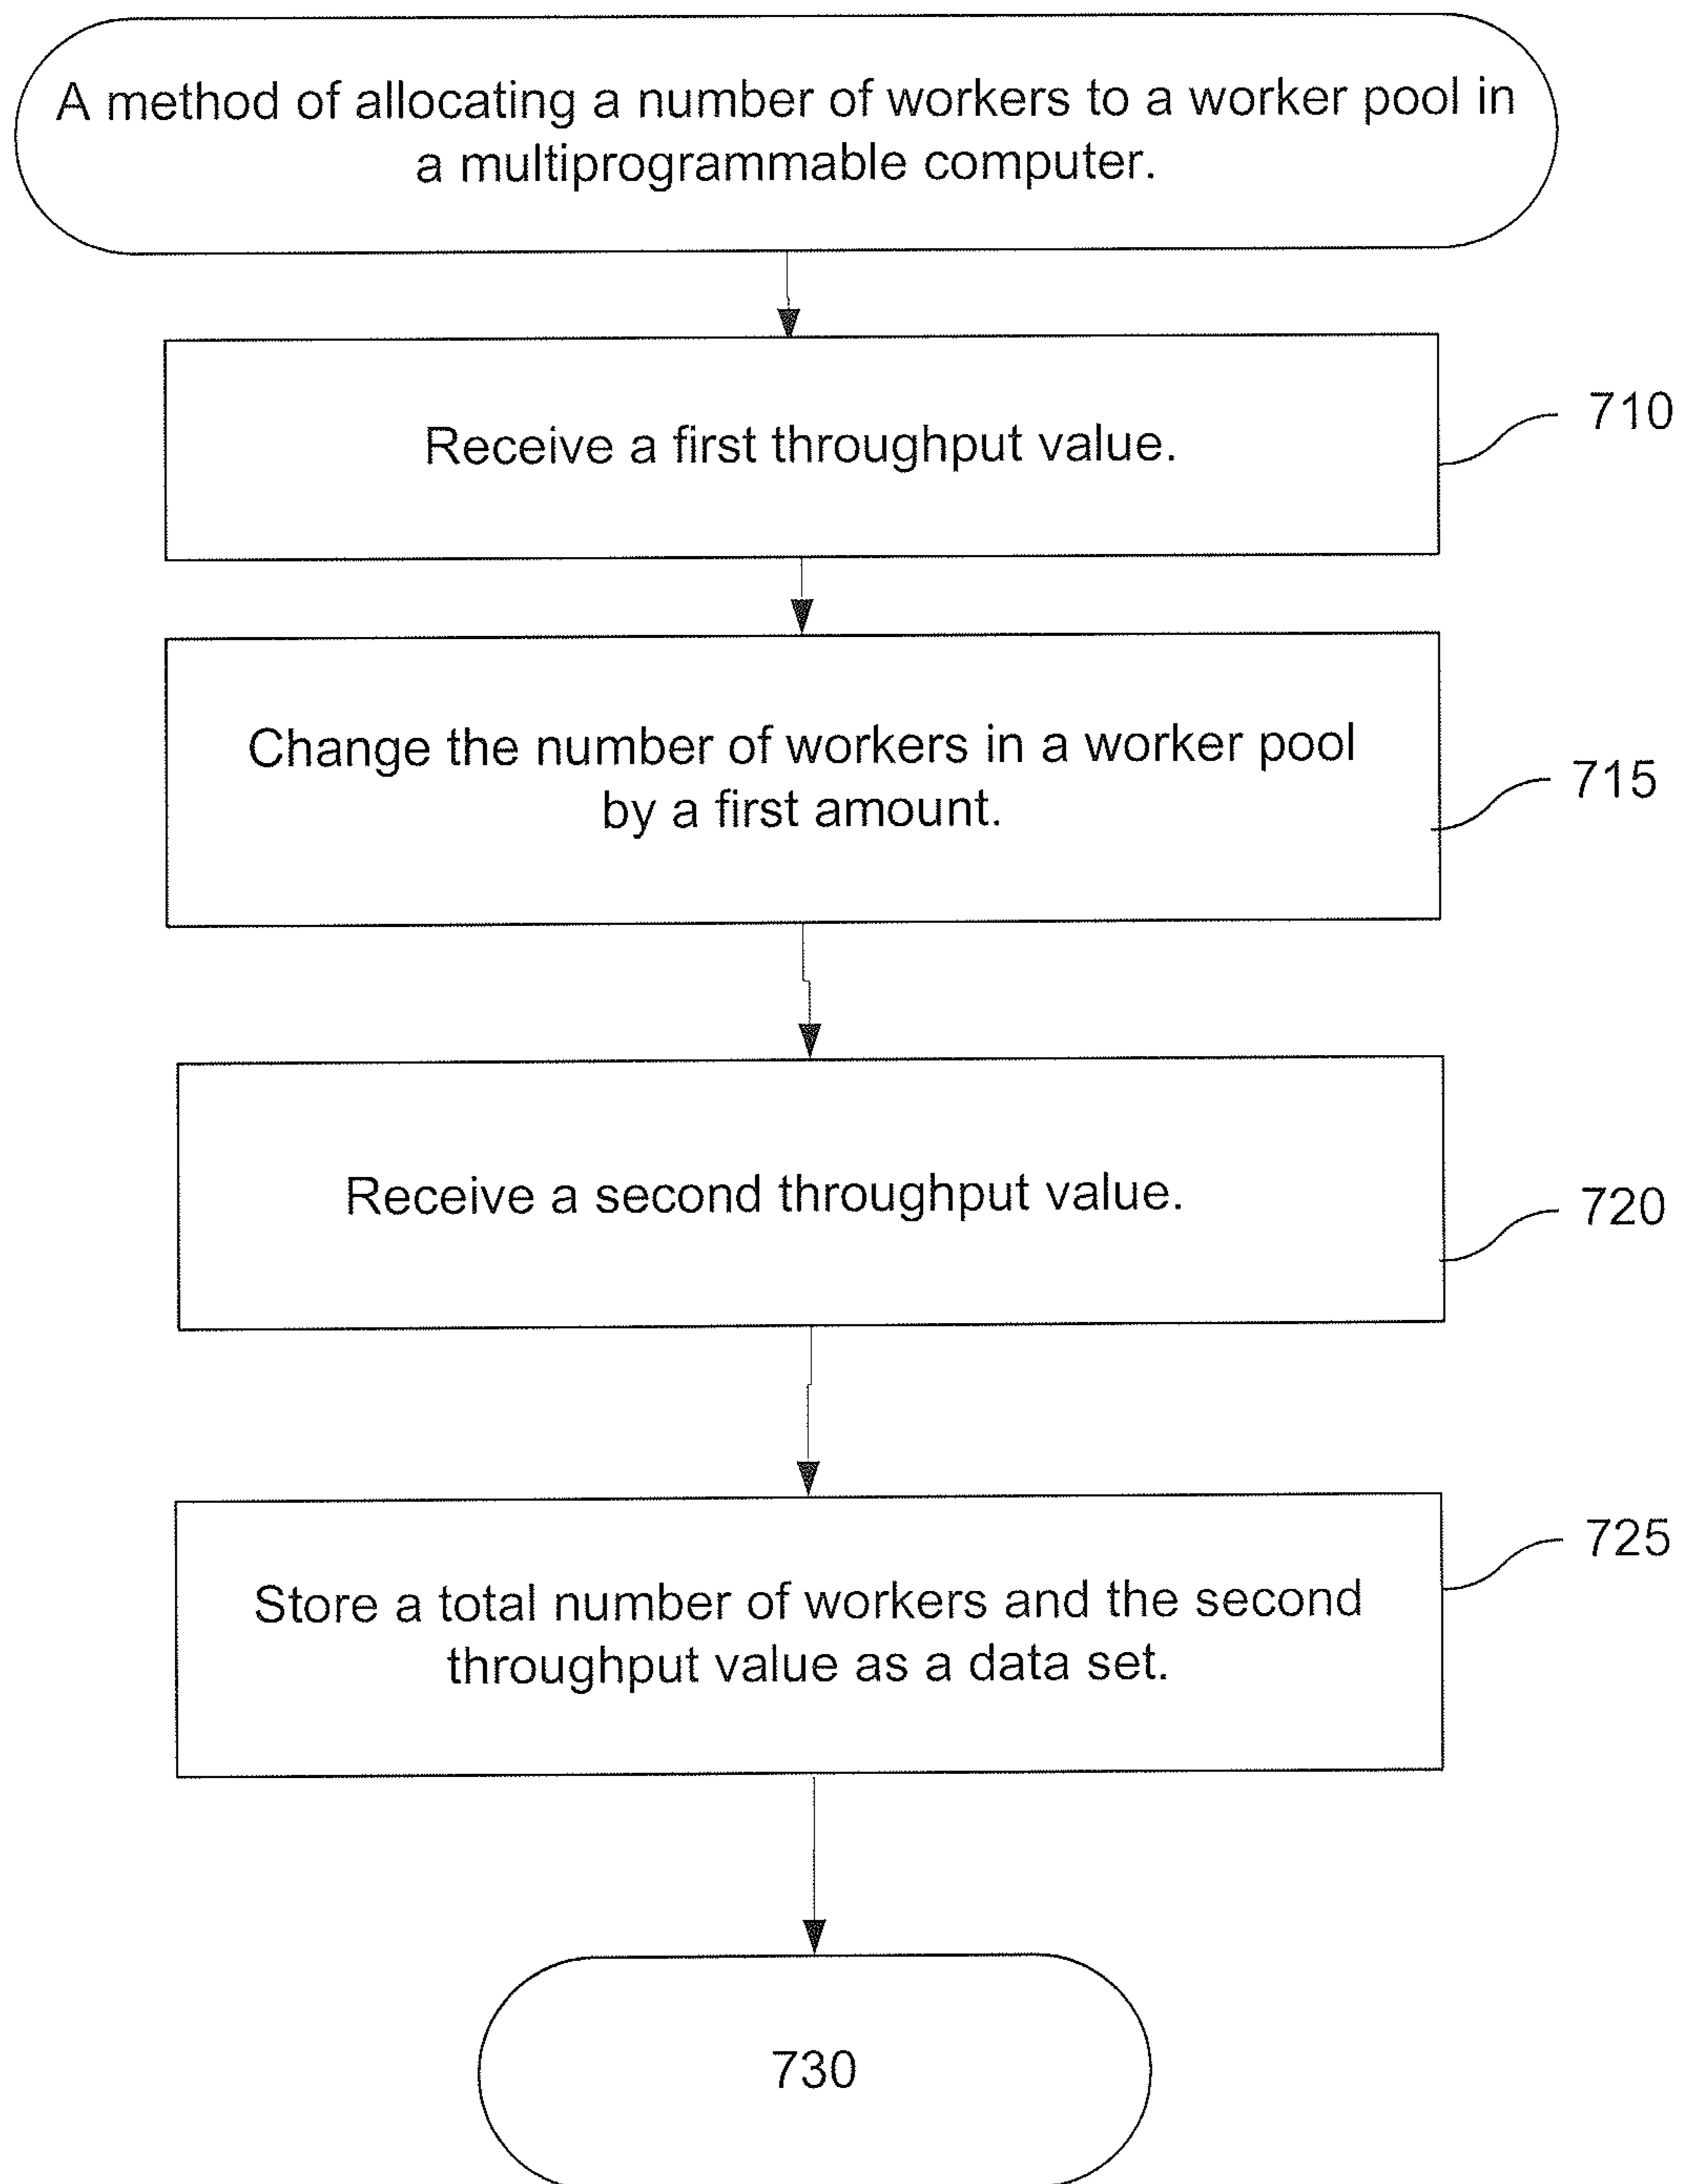 A method of allocating a number of workers to a worker pool in
a multiprogrammable computer.
Receive a first throughput value.
710
Change the number of workers in a worker pool
by a first amount.
715
Receive a second throughput value.
720
Store a total number of workers and the second
throughput value as a data set.
725
730